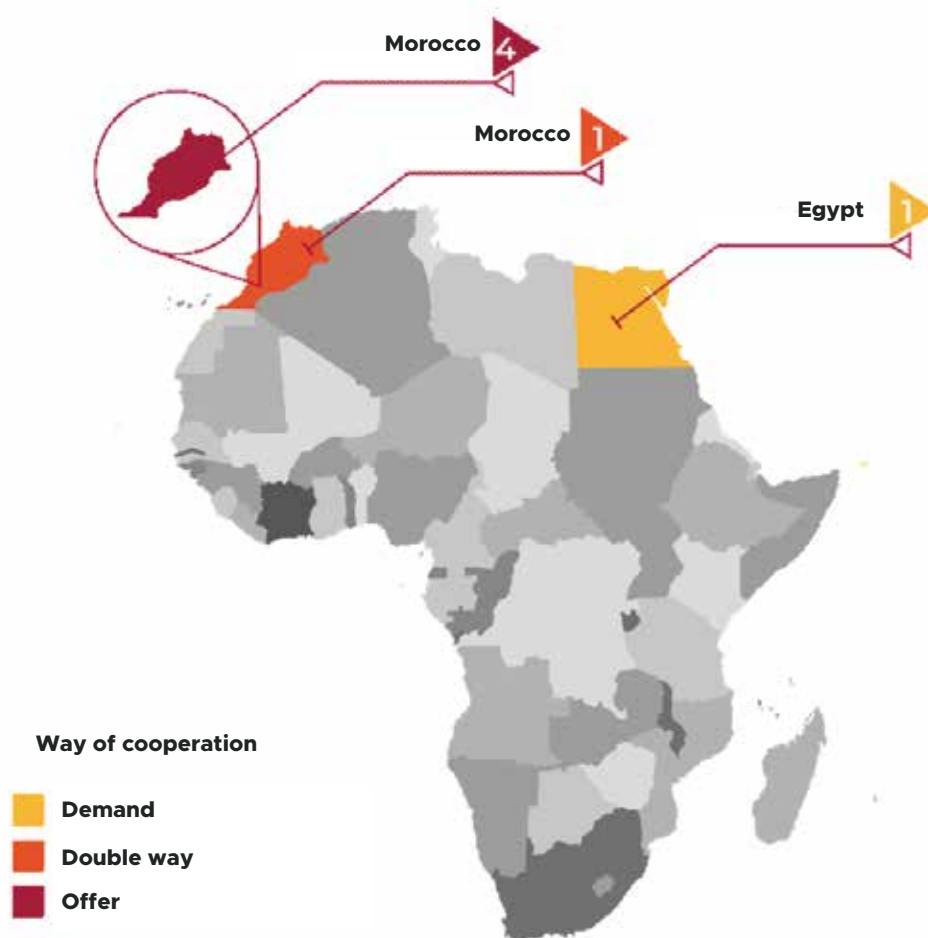 Morocco 4
Morocco 1
Egypt 1
Way of cooperation
Demand
Double way
Offer